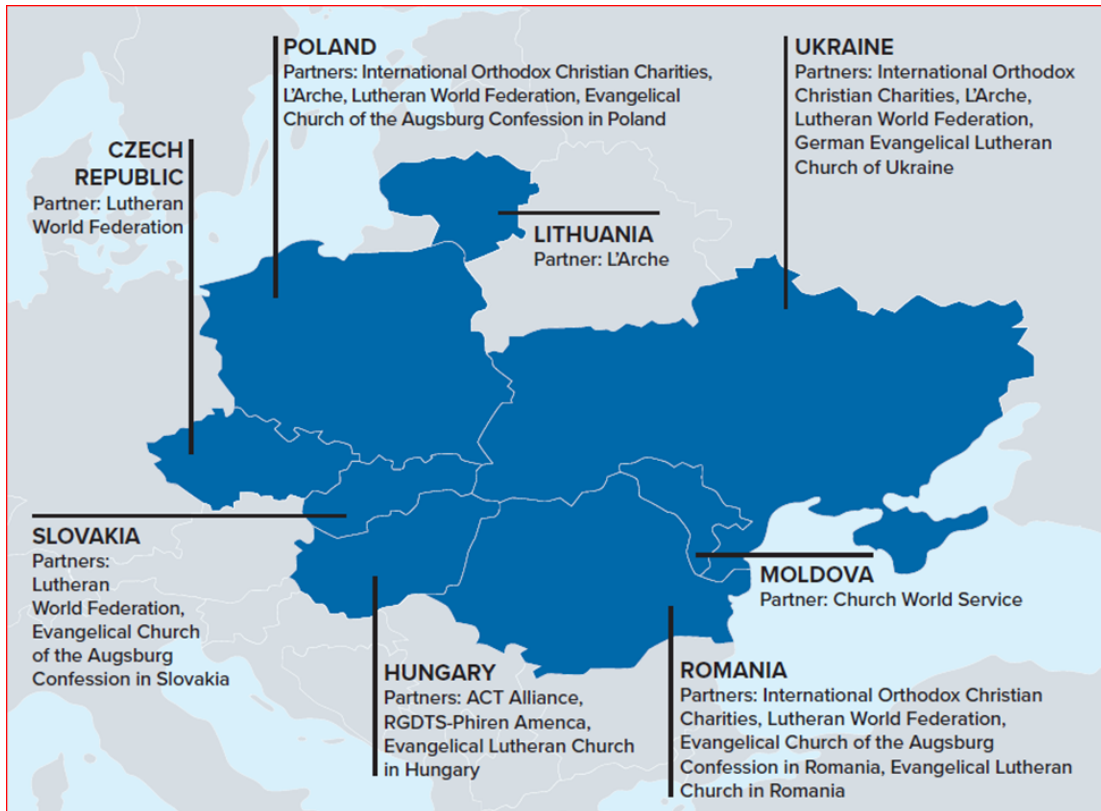 POLAND
Partners: International Orthodox Christian Charities,
L'Arche, Lutheran World Federation, Evangelical
Church of the Augsburg Confession in Poland
UKRAINE
Partners: International Orthodox
Christian Charities, L'Arche,
Lutheran World Federation,
German Evangelical Lutheran
Church of Ukraine
CZECH
REPUBLIC
Partner: Lutheran
World Federation
LITHUANIA
Partner: L'Arche
SLOVAKIA
Partners:
Lutheran
World Federation,
Evangelical Church
of the Augsburg
Confession in Slovakia
MOLDOVA
Partner: Church World Service
HUNGARY
Partners: ACT Alliance,
RGDTS-Phiren Amenca,
Evangelical Lutheran Church
in Hungary
ROMANIA
Partners: International Orthodox Christian
Charities, Lutheran World Federation,
Evangelical Church of the Augsburg
Confession in Romania, Evangelical Lutheran
Church in Romania